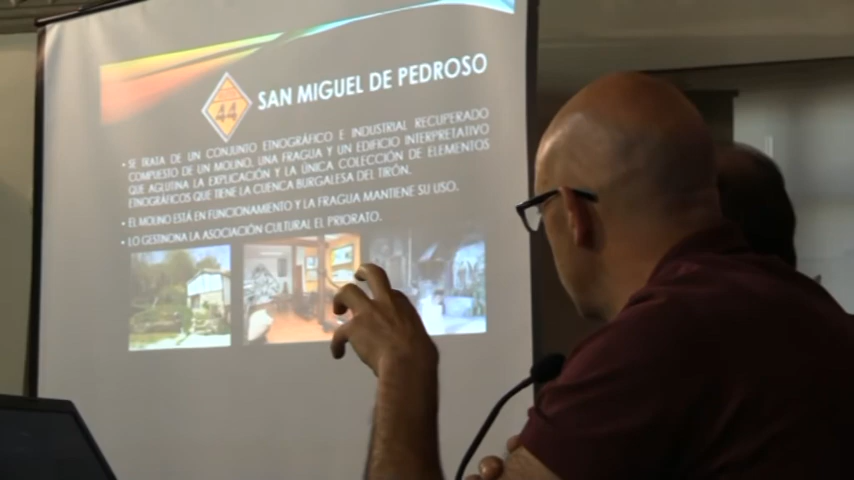 44
SAN MIGUEL DE PEDROSO
• SE TRATA DE UN CONJUNTO ETNOGRÁFICO E INDUSTRIAL RECUPERADO
COMPUESTO DE UN MOLINO, UNA FRAGUA Y UN EDIFICIO INTERPRETATIVO
QUE AGLUTINA LA EXPLICACIÓN Y LA ÚNICA COLECCIÓN DE ELEMENTOS
ETNOGRÁFICOS QUE TIENE LA CUENCA BURGALESA DEL TIRÓN.
• EL MOLINO ESTÁ EN FUNCIONAMIENTO Y LA FRAGUA MANTIENE SU USO.
• LO GESTINONA LA ASOCIACIÓN CULTURAL EL PRIORATO.